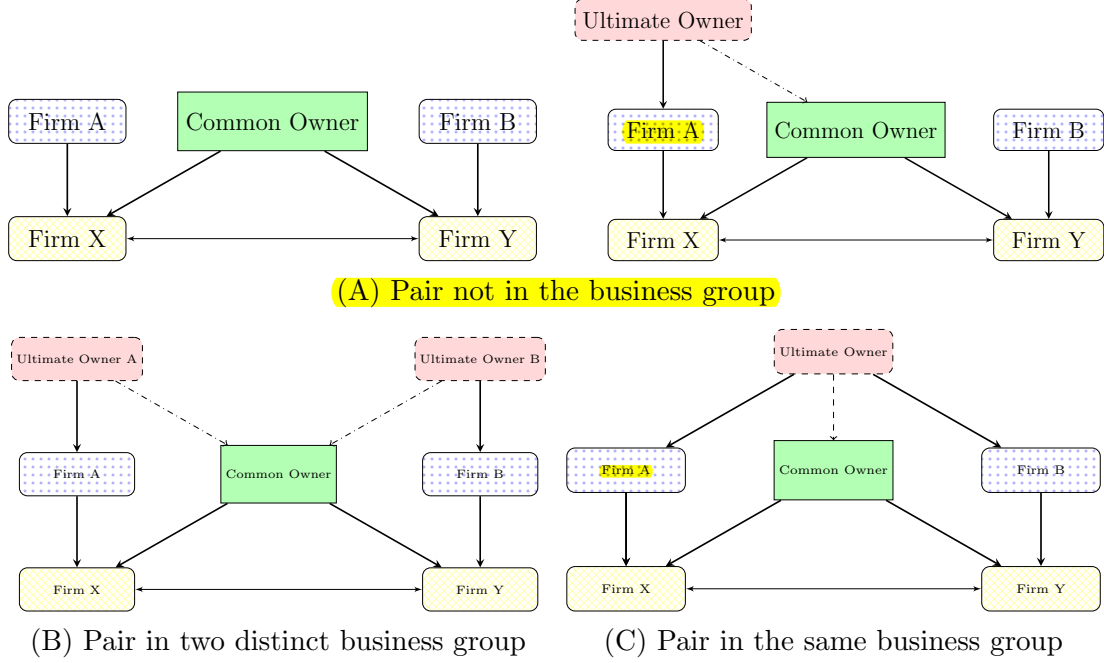 Ultimate Owner
Firm A
Common Owner
Firm B
Firm A
Common Owner
Firm B
Firm X
Firm Y
Firm X
Firm Y
(A) Pair not in the business group
Ultimate Owner A
Ultimate Owner B
Ultimate Owner
Firm A
Common Owner
Firm B
Firm A
Common Owner
Firm B
Firm X
Firm Y
Firm X
Firm Y
(B) Pair in two distinct business group
(C) Pair in the same business group